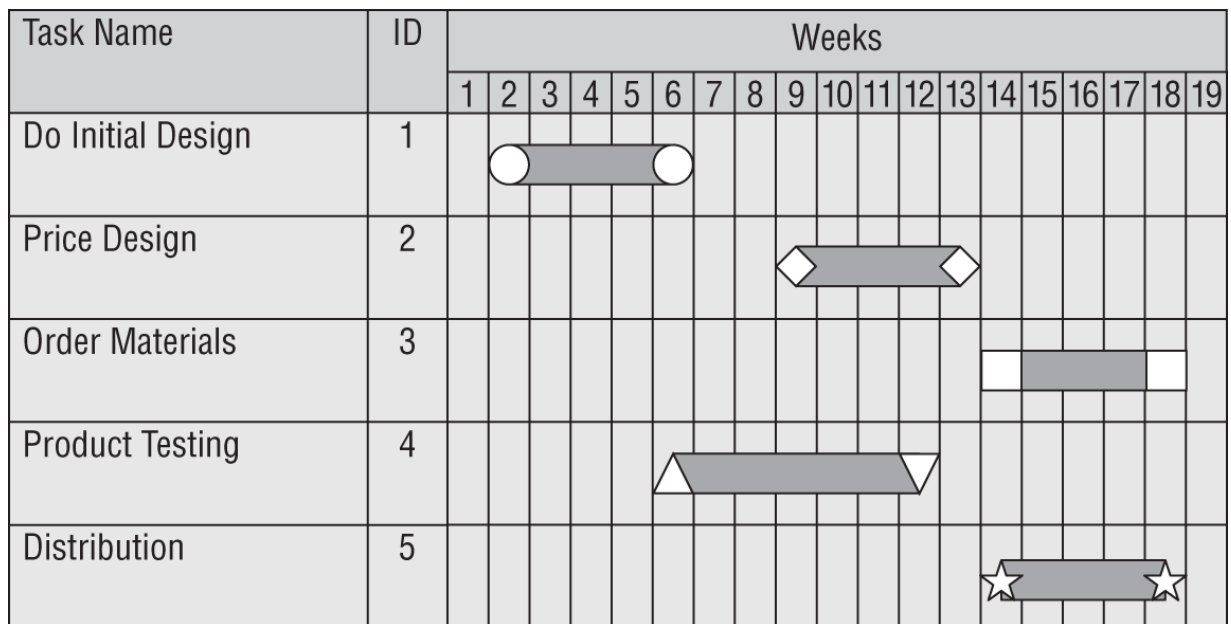 Task Name ID Weeks
1 2 3 4 5 6 7 8 9 10 11 12 13 14 15 16 17 18 19
Do Initial Design 1
Price Design 2
Order Materials 3
Product Testing 4
Distribution 5